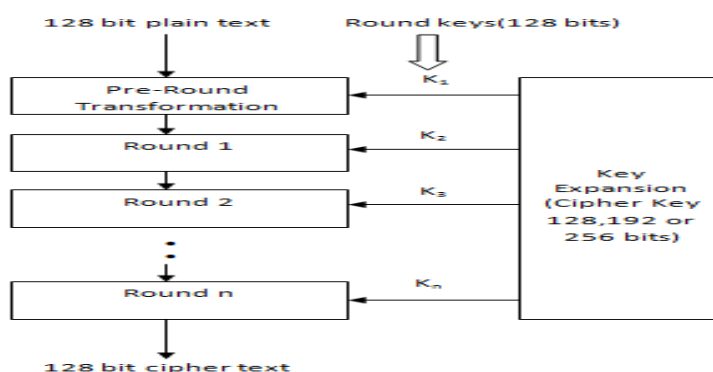 128 bit plain text
Round keys(128 bits)
Pre-Round
Transformation
K1
Round 1
K2
Round 2
K3
Key
Expansion
(Cipher Key
128,192 or
256 bits)
Round n
Kn
128 bit cipher text